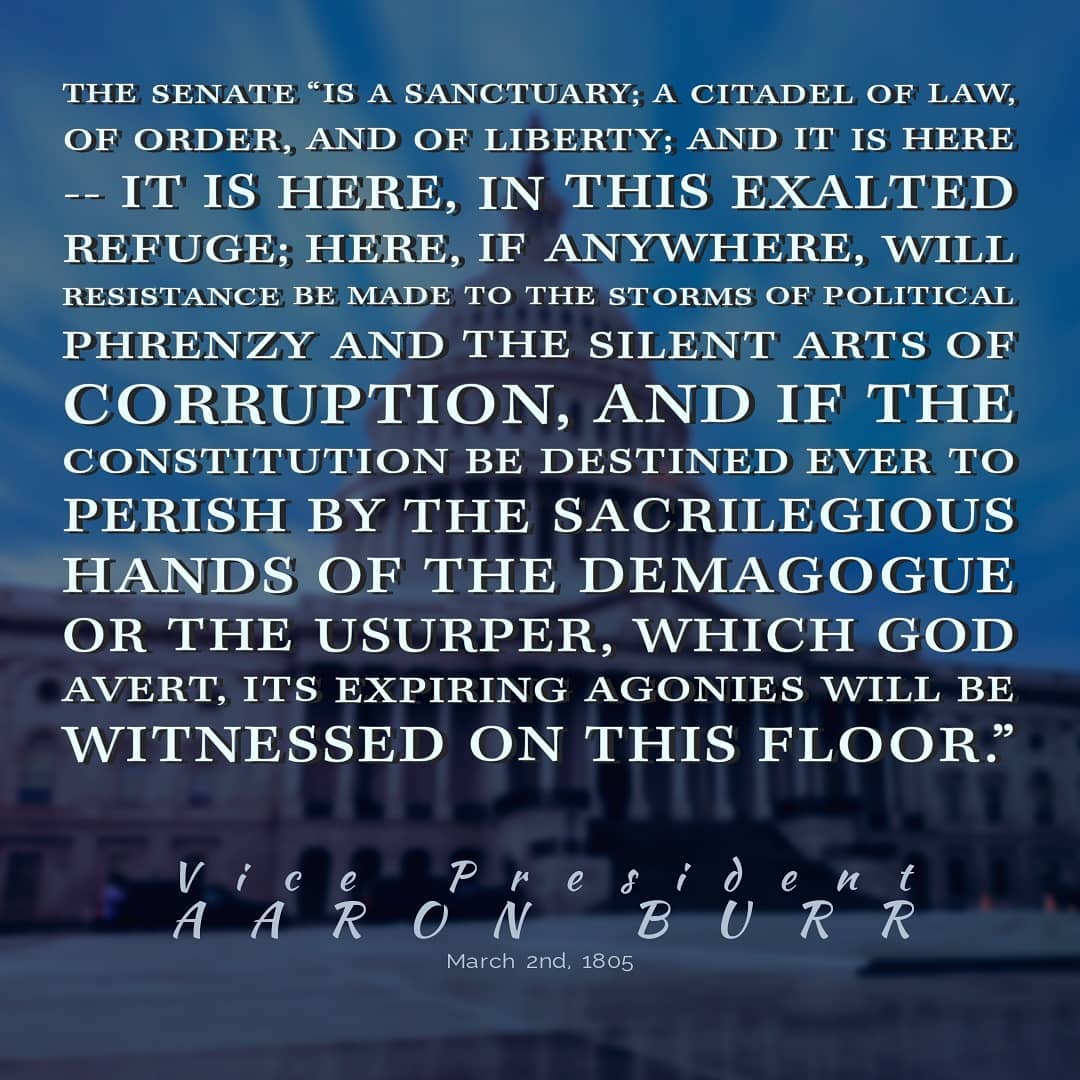 THE SENATE “IS A SANCTUARY; A CITADEL OF LAW,
OF ORDER, AND OF LIBERTY; AND IT IS HERE
-- IT IS HERE, IN THIS EXALTED
REFUGE; HERE, IF ANYWHERE, WILL
RESISTANCE BE MADE TO THE STORMS OF POLITICAL
PHRENZY AND THE SILENT ARTS OF
CORRUPTION, AND IF THE
CONSTITUTION BE DESTINED EVER TO
PERISH BY THE SACRILEGIOUS
HANDS OF THE DEMAGOGUE
OR THE USURPER, WHICH GOD
AVERT, ITS EXPIRING AGONIES WILL BE
WITNESSED ON THIS FLOOR.”
Vice President
AARON BURR
March 2nd, 1805